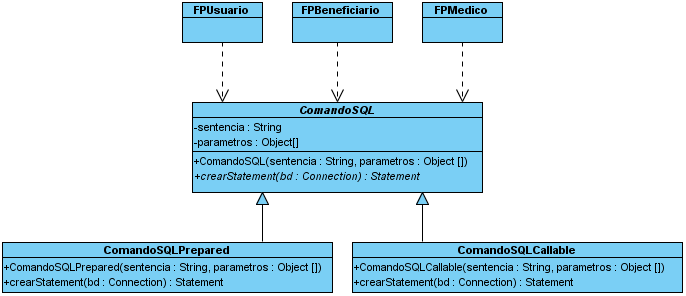 FPUsuario
FPBeneficiario
FPMedico
ComandoSQL
-sentencia : String
-parametros : Object[]
+ComandoSQL(sentencia : String, parametros : Object [])
+crearStatement(bd : Connection) : Statement
ComandoSQLPrepared
+ComandoSQLPrepared(sentencia : String, parametros : Object [])
+crearStatement(bd : Connection) : Statement
ComandoSQLCallable
+ComandoSQLCallable(sentencia : String, parametros : Object [])
+crearStatement(bd : Connection) : Statement